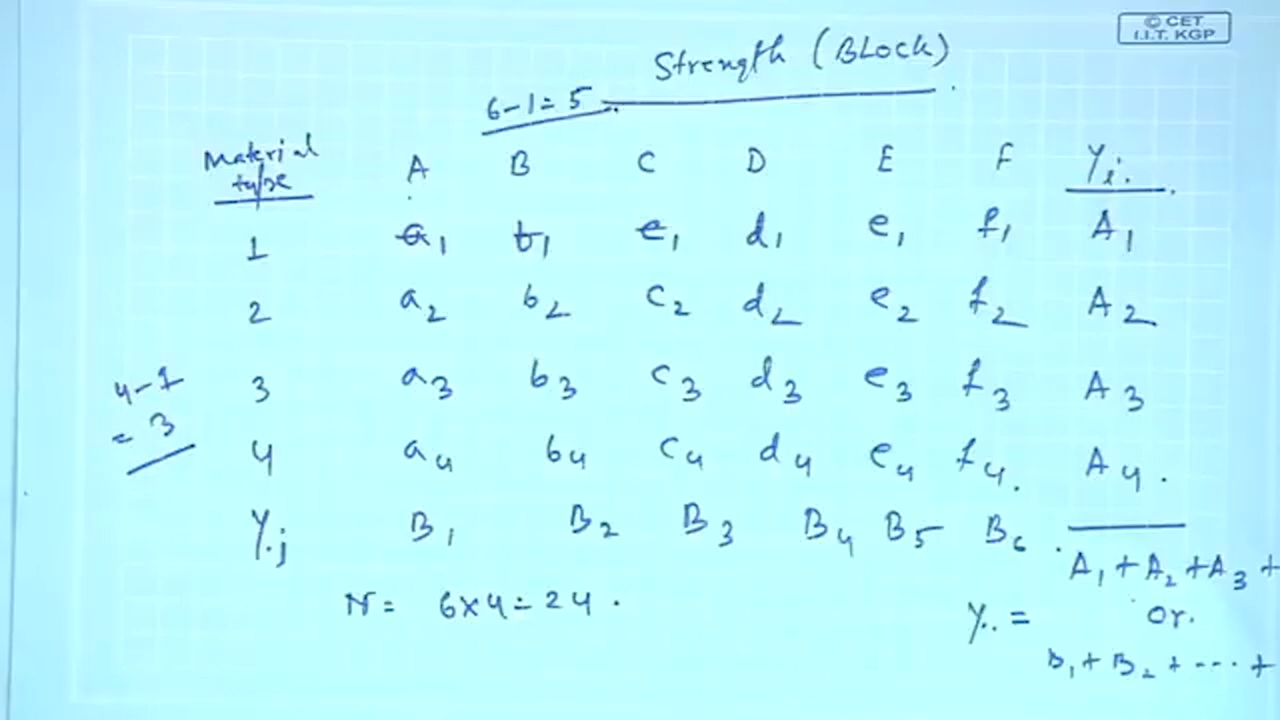 © CET
I.I.T. KGP
Strength (BLock)
6-1=5
Material type A B C D E F Yi.
1 a1 b1 c1 d1 e1 f1 A1
2 a2 b2 c2 d2 e2 f2 A2
3 a3 b3 c3 d3 e3 f3 A3
4-1
= 3
4 a4 b4 c4 d4 e4 f4. A4.
Y.j B1 B2 B3 B4 B5 B6
A1 + A2 + A3 +
N = 6x4 = 24.
Y.. = or.
B1 + B2 + ---- +